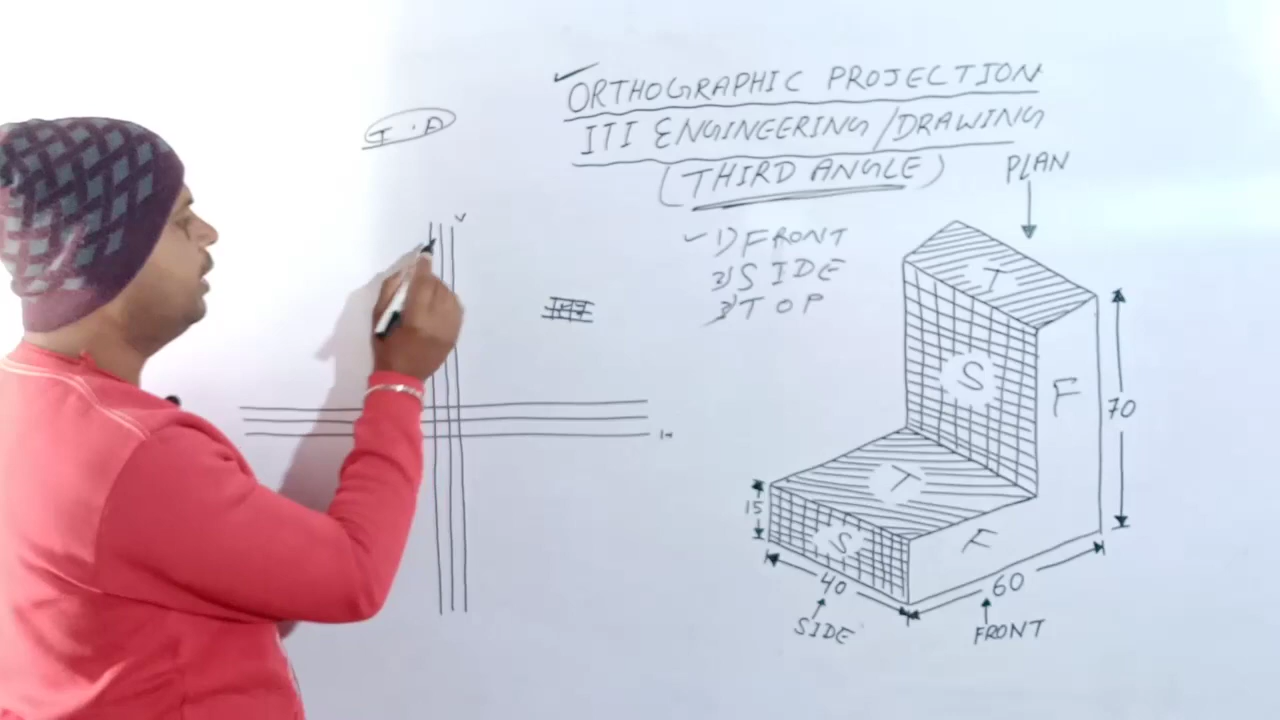 ORTHOGRAPHIC PROJECTION
ITI ENGINEERING/DRAWING
(THIRD ANGLE)
PLAN
1) FRONT
2) SIDE
3) TOP
T
S
F
70
T
F
15
S
40
60
SIDE
FRONT